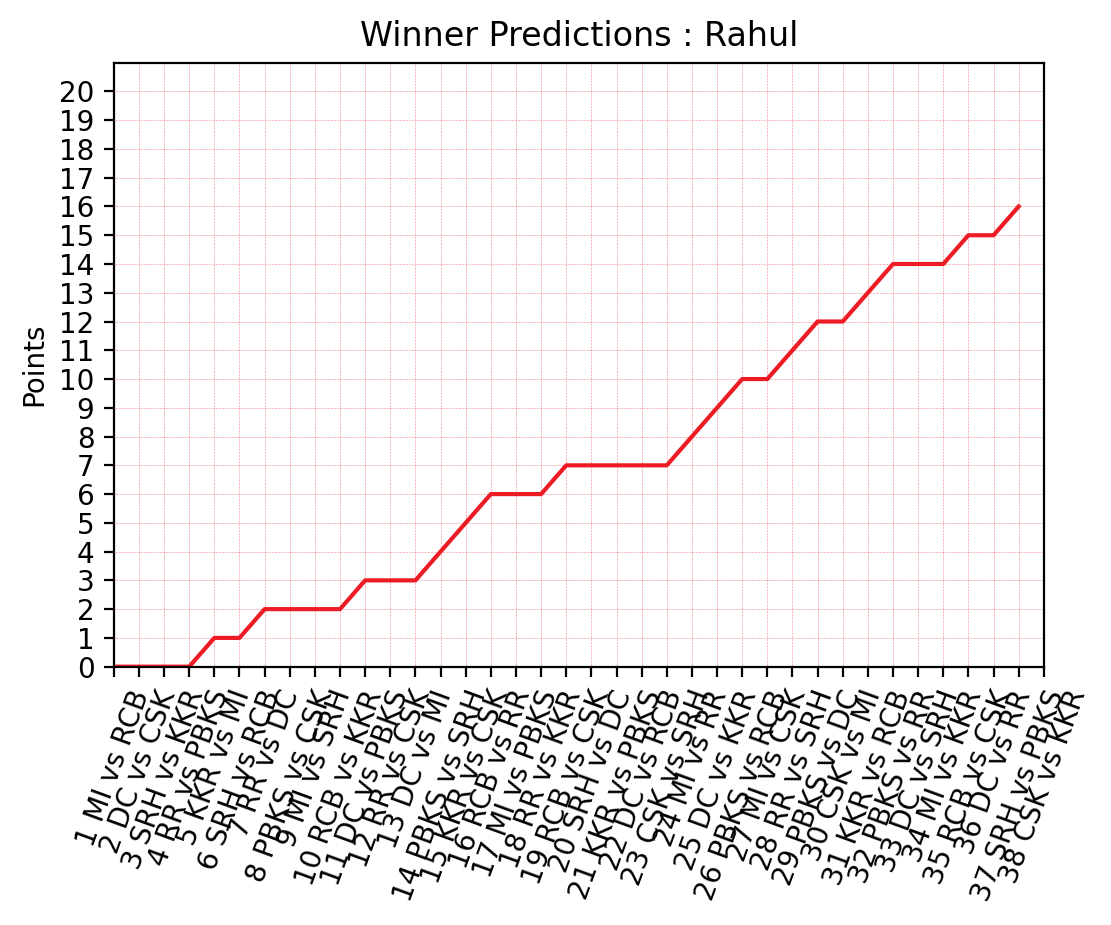 Winner Predictions : Rahul
Points
20
19
18
17
16
15
14
13
12
11
10
9
8
7
6
5
4
3
2
1
0
1 MI vs RCB
2 DC vs CSK
3 SRH vs KKR
4 RR vs PBKS
5 KKR vs MI
6 SRH vs RCB
7 RR vs DC
8 PBKS vs CSK
9 MI vs SRH
10 RCB vs KKR
11 DC vs PBKS
12 RR vs CSK
13 DC vs MI
14 PBKS vs SRH
15 KKR vs CSK
16 RCB vs RR
17 MI vs PBKS
18 RR vs KKR
19 RCB vs CSK
20 SRH vs DC
21 KKR vs PBKS
22 DC vs RCB
23 CSK vs SRH
24 MI vs RR
25 DC vs KKR
26 PBKS vs RCB
27 MI vs CSK
28 RR vs SRH
29 PBKS vs DC
30 CSK vs MI
31 KKR vs RCB
32 PBKS vs RR
33 DC vs SRH
34 MI vs KKR
35 RCB vs CSK
36 DC vs RR
37 SRH vs PBKS
38 CSK vs KKR